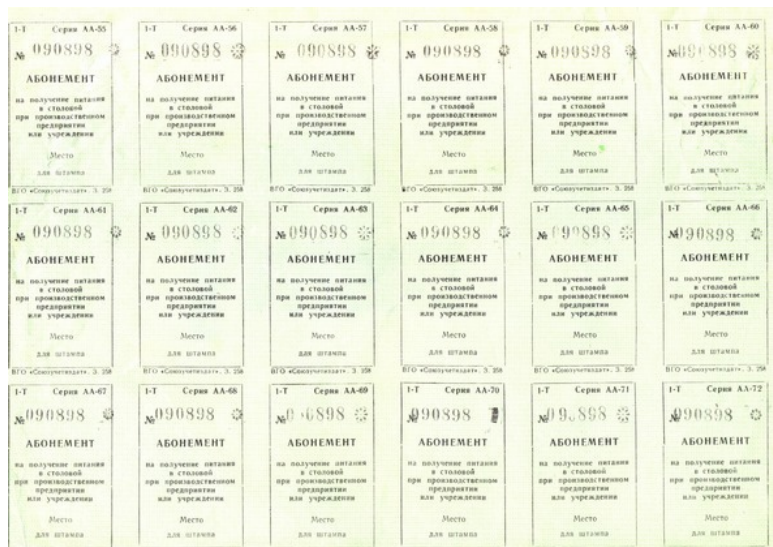 1-Т Серия АА-55
№ 090898
АБОНЕМЕНТ
на получение питания
в столовой
при производственном
предприятии
или учреждении
Место
для штампа
ВГО «Союзучетиздат». З. 258
1-Т Серия АА-56
№ 090898
АБОНЕМЕНТ
на получение питания
в столовой
при производственном
предприятии
или учреждении
Место
для штампа
ВГО «Союзучетиздат». З. 258
1-Т Серия АА-57
№ 090898
АБОНЕМЕНТ
на получение питания
в столовой
при производственном
предприятии
или учреждении
Место
для штампа
ВГО «Союзучетиздат». З. 258
1-Т Серия АА-58
№ 090898
АБОНЕМЕНТ
на получение питания
в столовой
при производственном
предприятии
или учреждении
Место
для штампа
ВГО «Союзучетиздат». З. 258
1-Т Серия АА-59
№ 090898
АБОНЕМЕНТ
на получение питания
в столовой
при производственном
предприятии
или учреждении
Место
для штампа
ВГО «Союзучетиздат». З. 258
1-Т Серия АА-60
№ 090898
АБОНЕМЕНТ
на получение питания
в столовой
при производственном
предприятии
или учреждении
Место
для штампа
ВГО «Союзучетиздат». З. 258
1-Т Серия АА-61
№ 090898
АБОНЕМЕНТ
на получение питания
в столовой
при производственном
предприятии
или учреждении
Место
для штампа
ВГО «Союзучетиздат». З. 258
1-Т Серия АА-62
№ 090898
АБОНЕМЕНТ
на получение питания
в столовой
при производственном
предприятии
или учреждении
Место
для штампа
ВГО «Союзучетиздат». З. 258
1-Т Серия АА-63
№ 090898
АБОНЕМЕНТ
на получение питания
в столовой
при производственном
предприятии
или учреждении
Место
для штампа
ВГО «Союзучетиздат». З. 258
1-Т Серия АА-64
№ 090898
АБОНЕМЕНТ
на получение питания
в столовой
при производственном
предприятии
или учреждении
Место
для штампа
ВГО «Союзучетиздат». З. 258
1-Т Серия АА-65
№ 090898
АБОНЕМЕНТ
на получение питания
в столовой
при производственном
предприятии
или учреждении
Место
для штампа
ВГО «Союзучетиздат». З. 258
1-Т Серия АА-66
№ 090898
АБОНЕМЕНТ
на получение питания
в столовой
при производственном
предприятии
или учреждении
Место
для штампа
ВГО «Союзучетиздат». З. 258
1-Т Серия АА-67
№ 090898
АБОНЕМЕНТ
на получение питания
в столовой
при производственном
предприятии
или учреждении
Место
для штампа
1-Т Серия АА-68
№ 090898
АБОНЕМЕНТ
на получение питания
в столовой
при производственном
предприятии
или учреждении
Место
для штампа
1-Т Серия АА-69
№
АБОНЕМЕНТ
на получение питания
в столовой
при производственном
предприятии
или учреждении
Место
для штампа
1-Т Серия АА-70
№ 090898
АБОНЕМЕНТ
на получение питания
в столовой
при производственном
предприятии
или учреждении
Место
для штампа
1-Т Серия АА-71
№
АБОНЕМЕНТ
на получение питания
в столовой
при производственном
предприятии
или учреждении
Место
для штампа
1-Т Серия АА-72
№ 090898
АБОНЕМЕНТ
на получение питания
в столовой
при производственном
предприятии
или учреждении
Место
для штампа